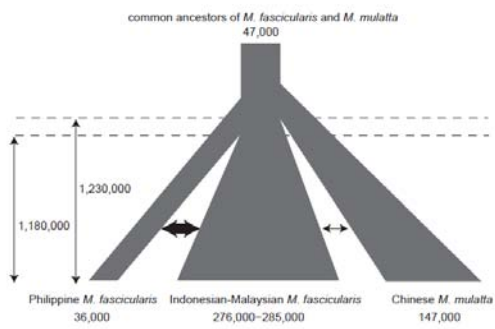 common ancestors of M. fascicularis and M. mulatta
47,000
1,230,000
1,180,000
Philippine M. fascicularis Indonesian-Malaysian M. fascicularis Chinese M. mulatta
36,000 276,000−285,000 147,000